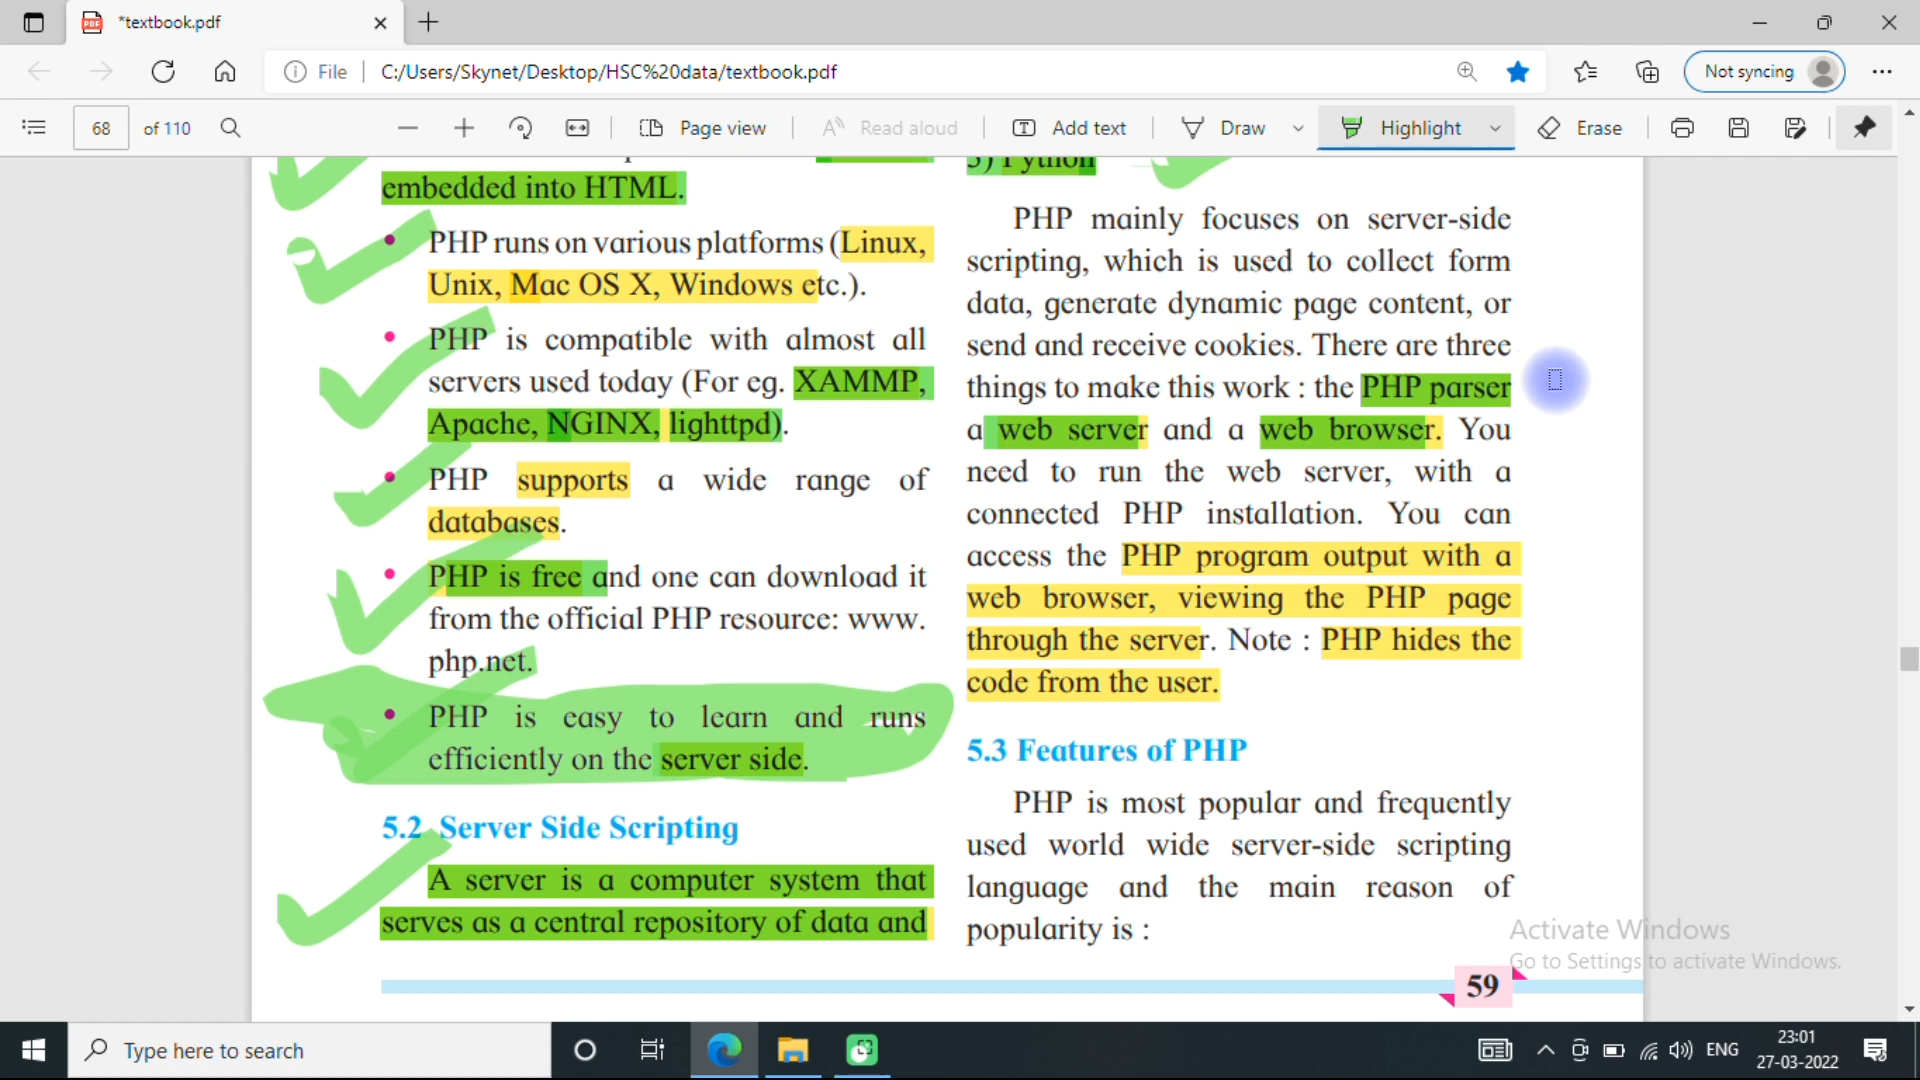 *textbook.pdf
File
C:/Users/Skynet/Desktop/HSC%20data/textbook.pdf
Not syncing
68 of 110
Page view
Read aloud
Add text
Draw
Highlight
Erase
embedded into HTML.
• PHP runs on various platforms (Linux,
Unix, Mac OS X, Windows etc.).
• PHP is compatible with almost all
servers used today (For eg. XAMMP,
Apache, NGINX, lighttpd).
• PHP supports a wide range of
databases.
• PHP is free and one can download it
from the official PHP resource: www.
php.net.
• PHP is easy to learn and runs
efficiently on the server side.
5.2 Server Side Scripting
A server is a computer system that
serves as a central repository of data and
3) Python
PHP mainly focuses on server-side
scripting, which is used to collect form
data, generate dynamic page content, or
send and receive cookies. There are three
things to make this work : the PHP parser
a web server and a web browser. You
need to run the web server, with a
connected PHP installation. You can
access the PHP program output with a
web browser, viewing the PHP page
through the server. Note : PHP hides the
code from the user.
5.3 Features of PHP
PHP is most popular and frequently
used world wide server-side scripting
language and the main reason of
popularity is :
Activate Windows
Go to Settings to activate Windows.
59
Type here to search
ENG
23:01
27-03-2022